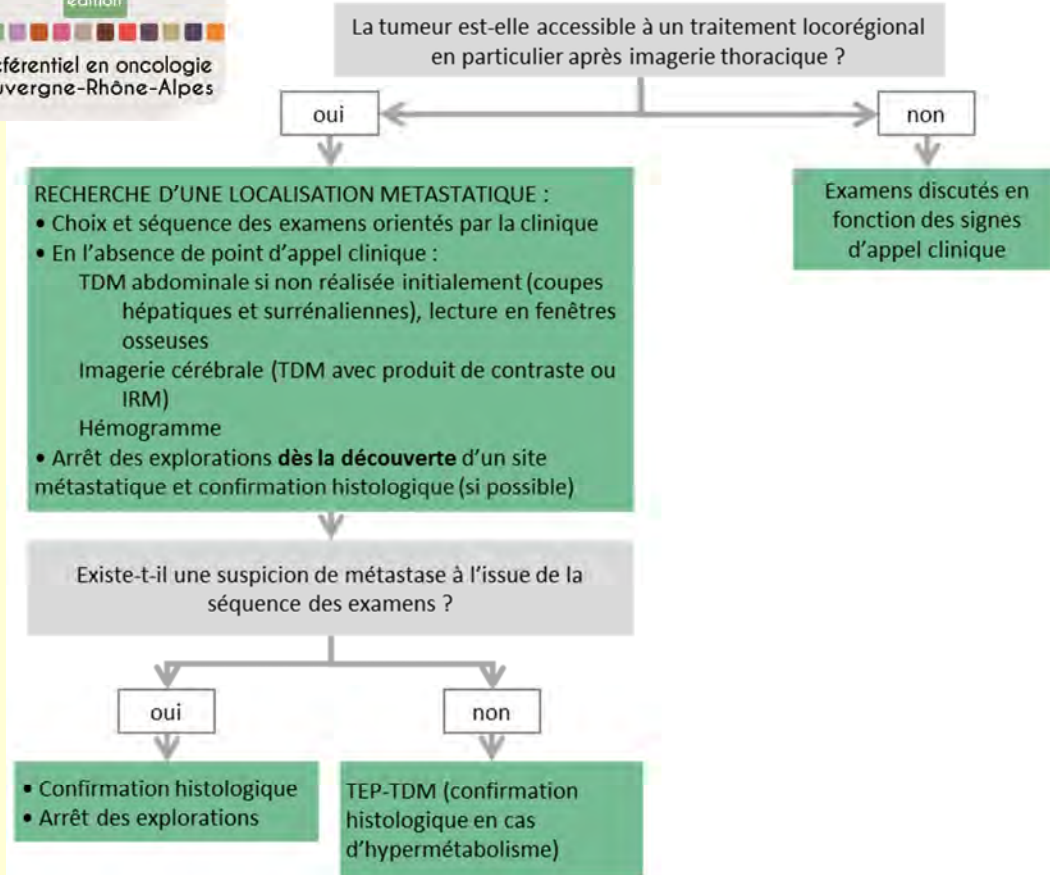 édition
férentiel en oncologie
uvergne-Rhône-Alpes
La tumeur est-elle accessible à un traitement locorégional
en particulier après imagerie thoracique ?
oui
non
RECHERCHE D'UNE LOCALISATION METASTATIQUE :
• Choix et séquence des examens orientés par la clinique
• En l'absence de point d'appel clinique :
TDM abdominale si non réalisée initialement (coupes
hépatiques et surrénaliennes), lecture en fenêtres
osseuses
Imagerie cérébrale (TDM avec produit de contraste ou
IRM)
Hémogramme
• Arrêt des explorations dès la découverte d'un site
métastatique et confirmation histologique (si possible)
Examens discutés en
fonction des signes
d'appel clinique
Existe-t-il une suspicion de métastase à l'issue de la
séquence des examens ?
oui
non
• Confirmation histologique
• Arrêt des explorations
TEP-TDM (confirmation
histologique en cas
d'hypermétabolisme)